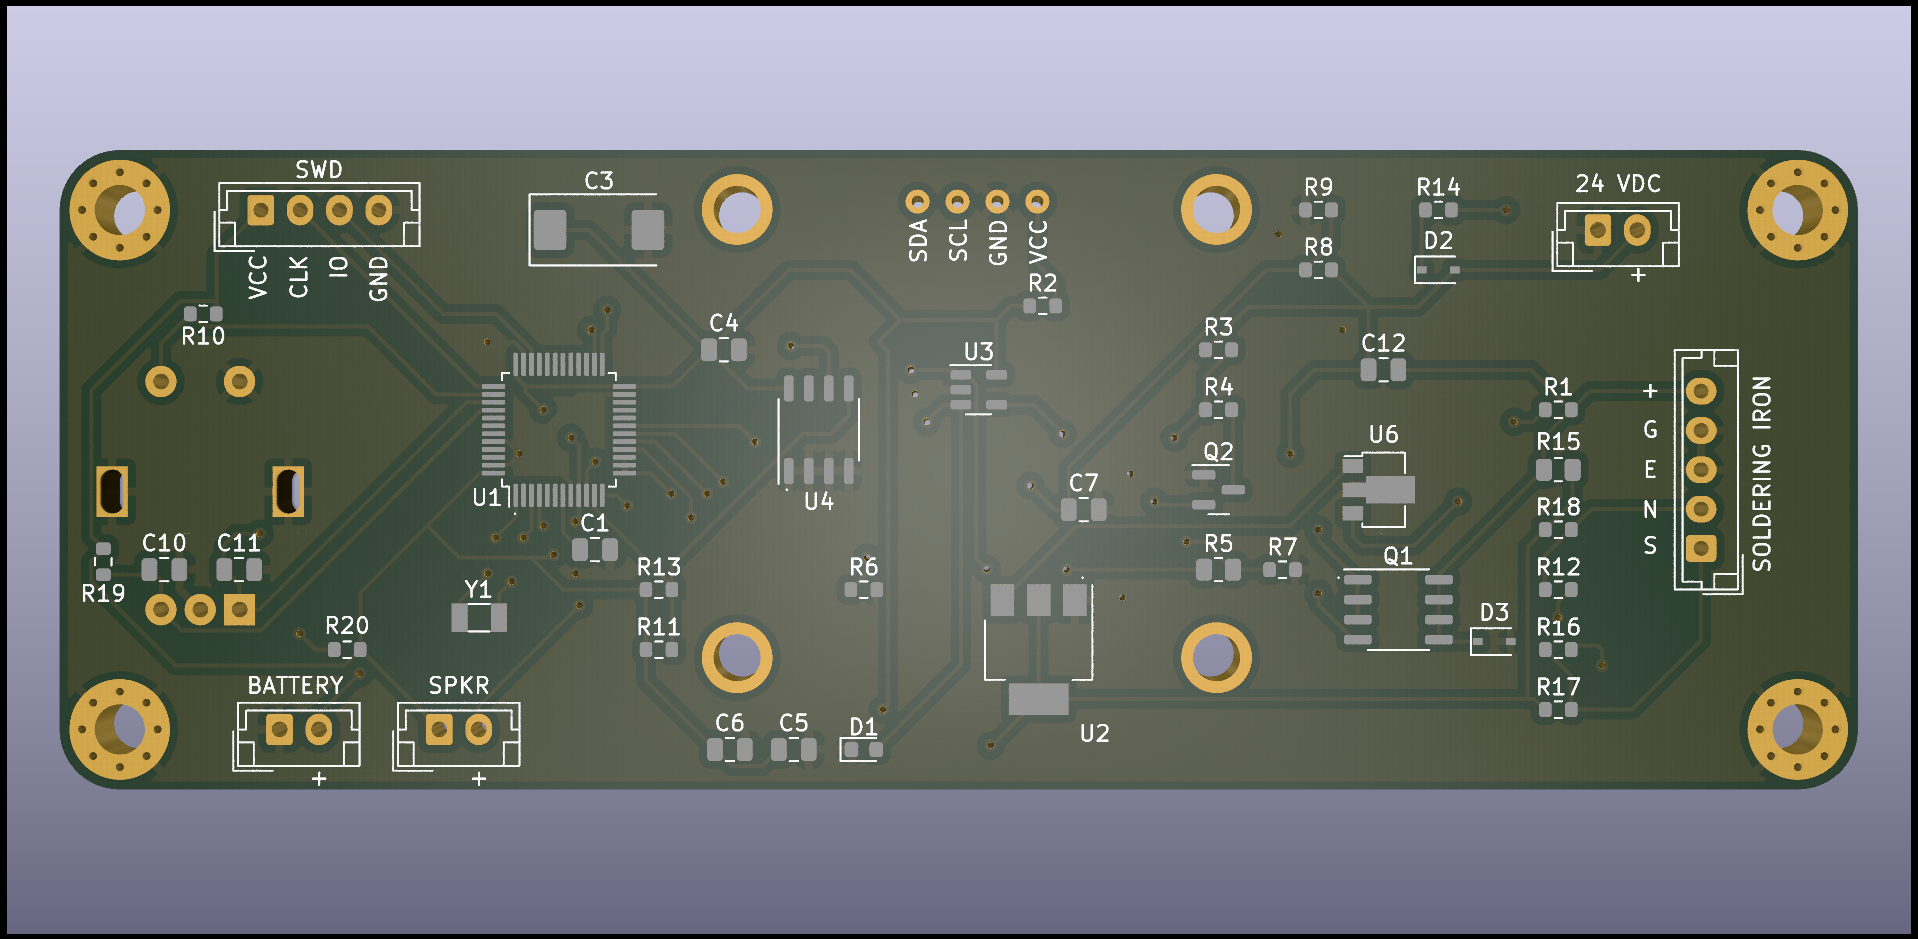 SWD
C3
R9
R14
24 VDC
VCC
CLK
IO
GND
SDA
SCL
GND
VCC
R8
D2
+
R2
R10
C4
R3
U3
C12
R4
R1
+
G
E
N
S
SOLDERING IRON
U6
R15
Q2
U1
U4
C7
R18
C1
C10
C11
R5
R7
Q1
R13
R6
R12
R19
Y1
D3
R20
R11
R16
BATTERY
SPKR
R17
C6
C5
D1
U2
+
+